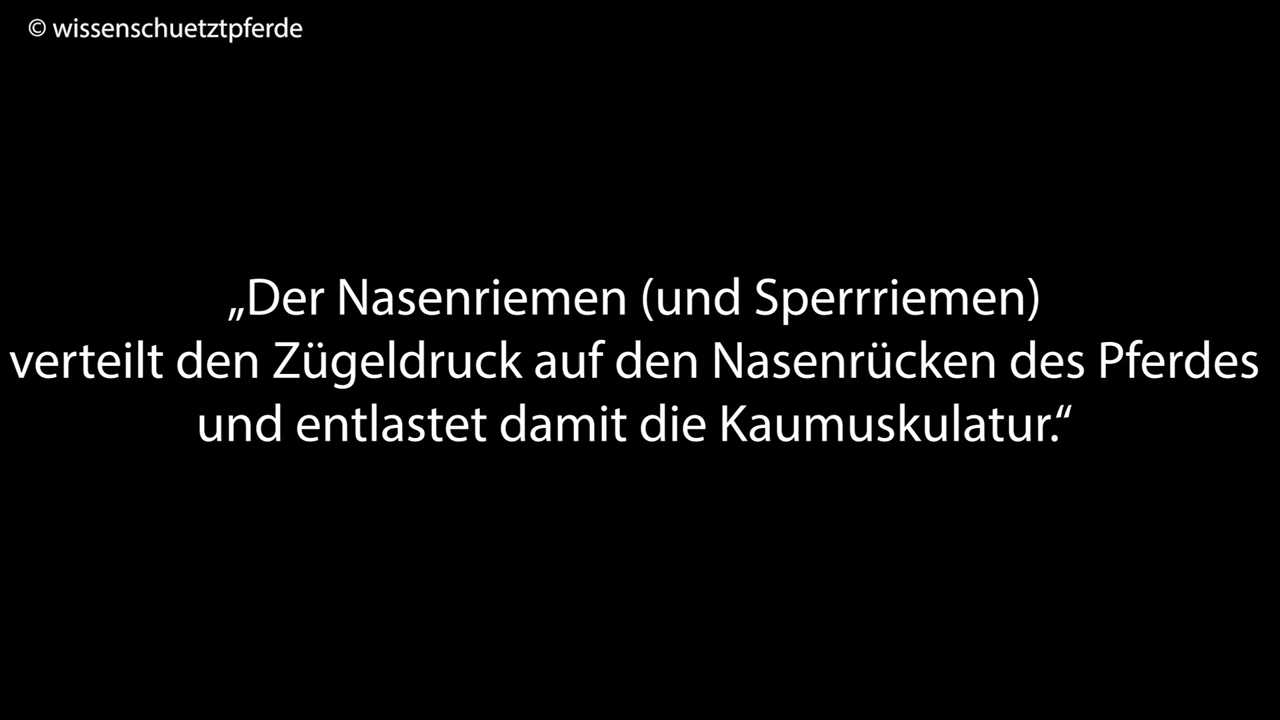 © wissenschuetztpferde
„Der Nasenriemen (und Sperrriemen)
verteilt den Zügeldruck auf den Nasenrücken des Pferdes
und entlastet damit die Kaumuskulatur.“